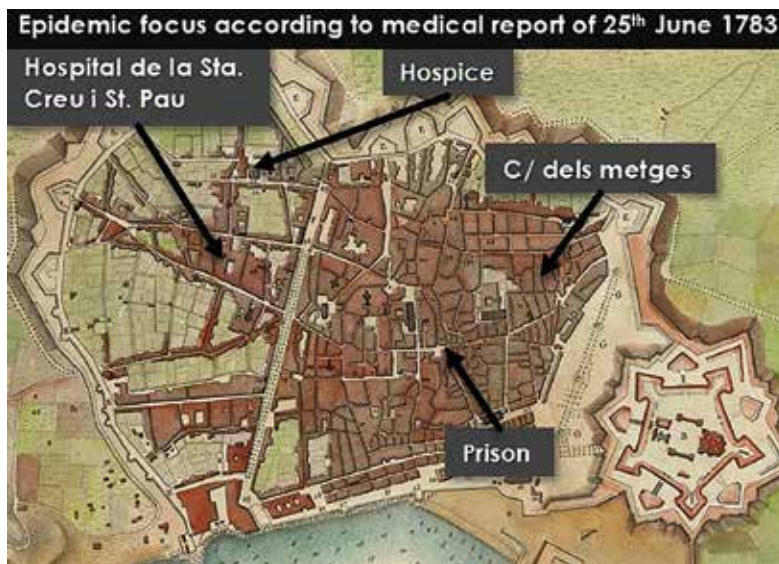 Epidemic focus according to medical report of 25th June 1783
Hospital de la Sta.
Creu i St. Pau
Hospice
C/ dels metges
Prison